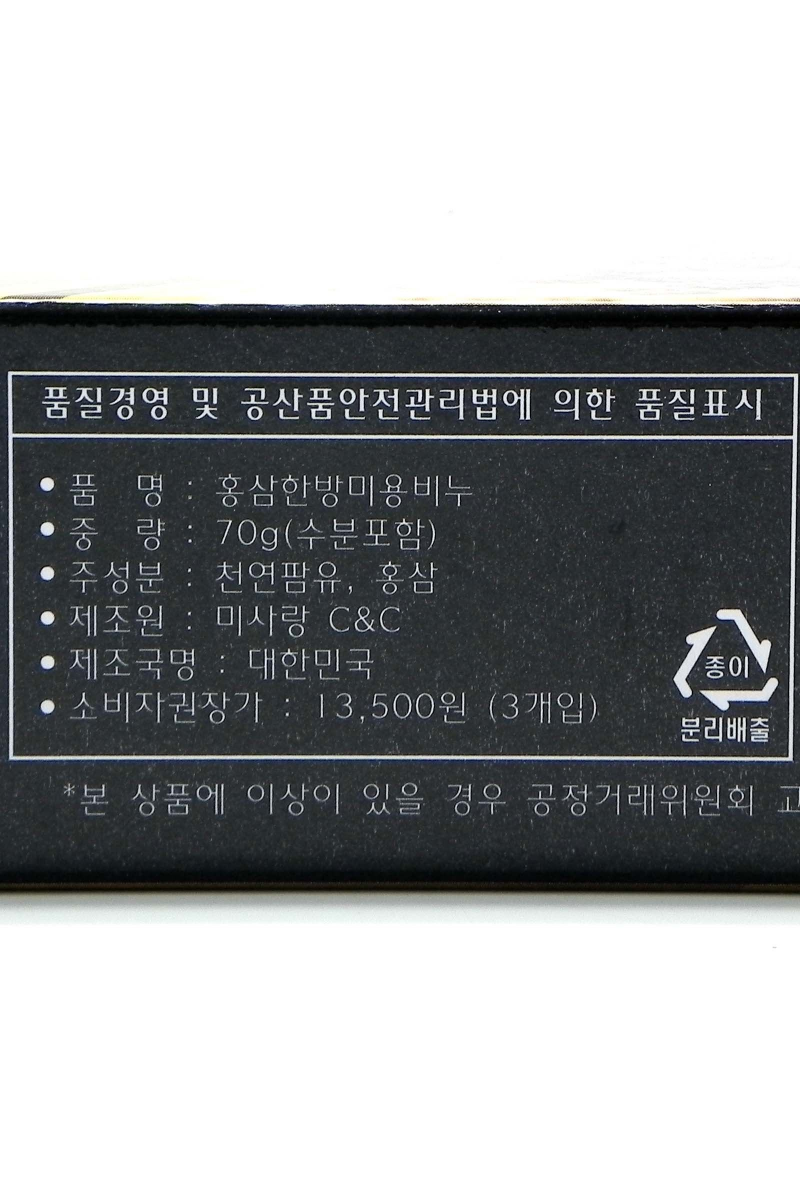 품질경영 및 공산품안전관리법에 의한 품질표시
• 품 명 : 홍삼한방미용비누
• 중 량 : 70g(수분포함)
• 주성분 : 천연팜유, 홍삼
• 제조원 : 미사랑 C&C
• 제조국명 : 대한민국
• 소비자권장가 : 13,500원 (3개입)
종이
분리배출
*본 상품에 이상이 있을 경우 공정거래위원회 고